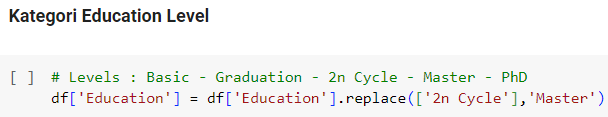 Kategori Education Level
[ ] # Levels : Basic - Graduation - 2n Cycle - Master - PhD
df['Education'] = df['Education'].replace(['2n Cycle'],'Master')